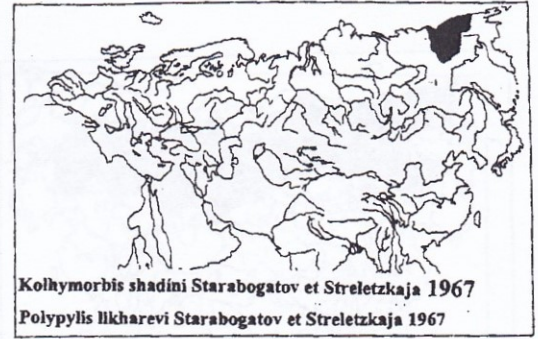 Kolhymorbis shadini Starabogatov et Streletzkaja 1967
Polypylis likharevi Starabogatov et Streletzkaja 1967